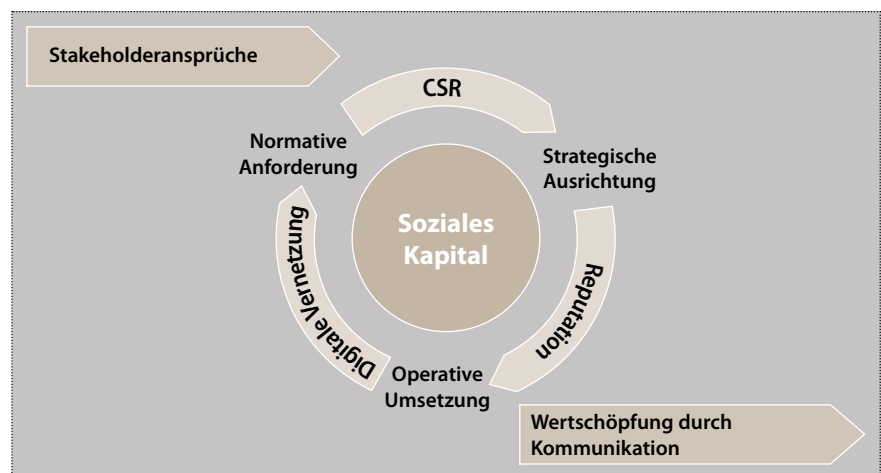 Stakeholderansprüche
CSR
Normative
Anforderung
Strategische
Ausrichtung
Soziales
Kapital
Digitale Vernetzung
Reputation
Operative
Umsetzung
Wertschöpfung durch
Kommunikation